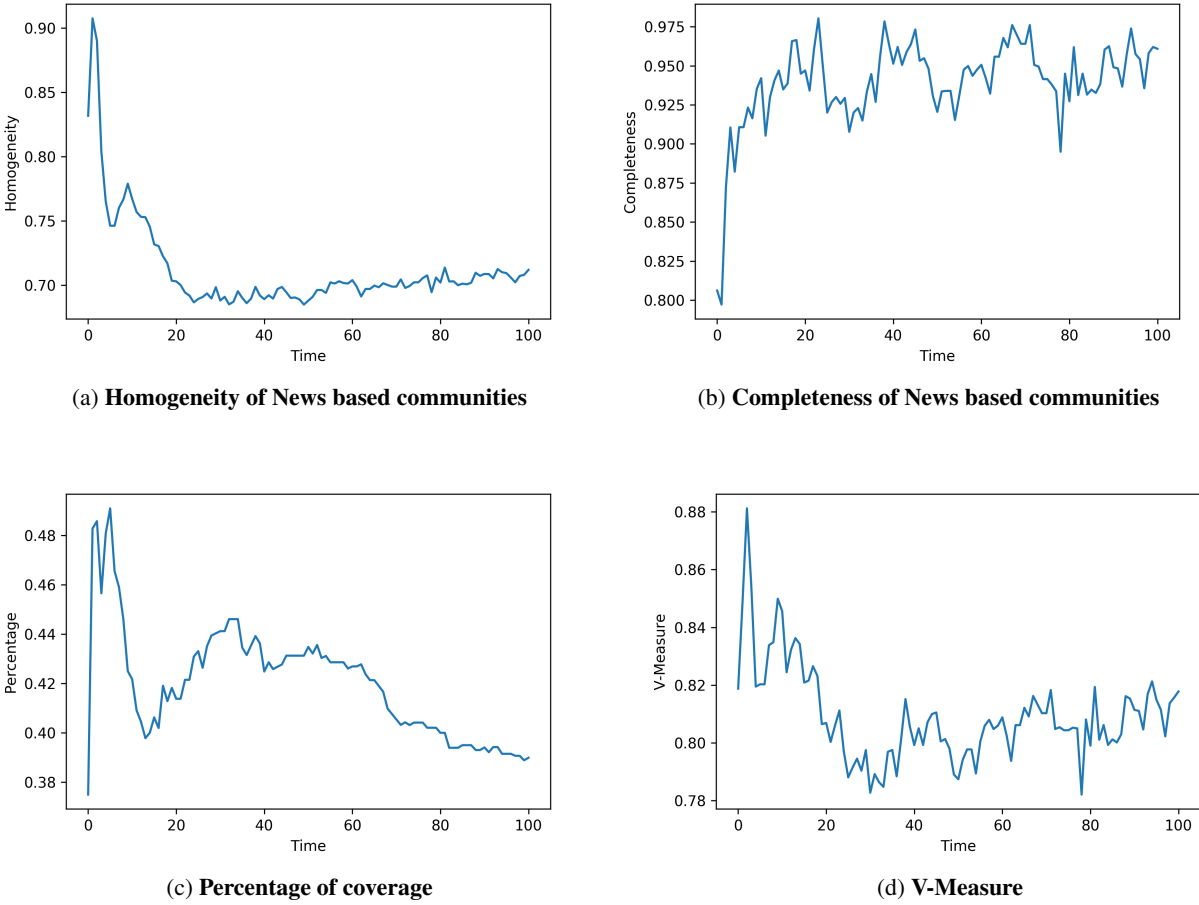 0.90
0.85
0.80
0.75
0.70
Homogeneity
0 20 40 60 80 100
Time
(a) Homogeneity of News based communities
0.975
0.950
0.925
0.900
0.875
0.850
0.825
0.800
Completeness
0 20 40 60 80 100
Time
(b) Completeness of News based communities
0.48
0.46
0.44
0.42
0.40
0.38
Percentage
0 20 40 60 80 100
Time
(c) Percentage of coverage
0.88
0.86
0.84
0.82
0.80
0.78
V-Measure
0 20 40 60 80 100
Time
(d) V-Measure